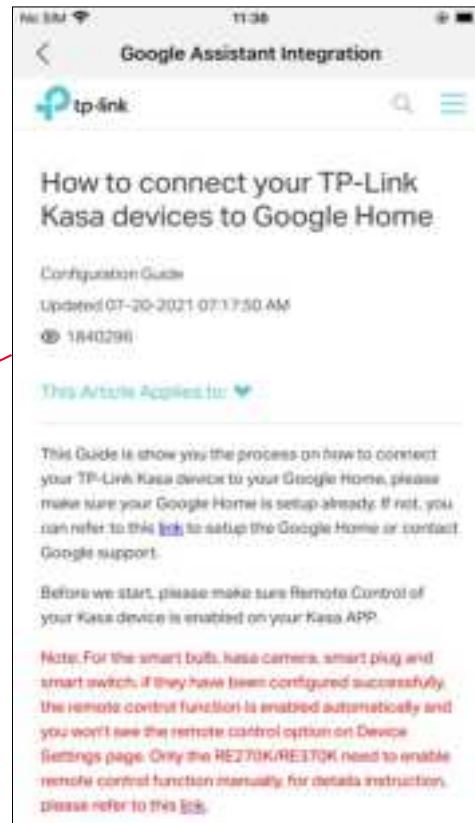 No SIM 11:38
Google Assistant Integration
tp-link
How to connect your TP-Link
Kasa devices to Google Home
Configuration Guide
Updated 07-20-2021 07:17:50 AM
1840296
This Article Applies to:
This Guide is show you the process on how to connect
your TP-Link Kasa device to your Google Home, please
make sure your Google Home is setup already. If not, you
can refer to this link to setup the Google Home or contact
Google support.
Before we start, please make sure Remote Control of
your Kasa device is enabled on your Kasa APP.
Note: For the smart bulb, kasa camera, smart plug and
smart switch, if they have been configured successfully,
the remote control function is enabled automatically and
you won't see the remote control option on Device
Settings page. Only the RE270K/RE370K need to enable
remote control function manually, for details instruction,
please refer to this link.